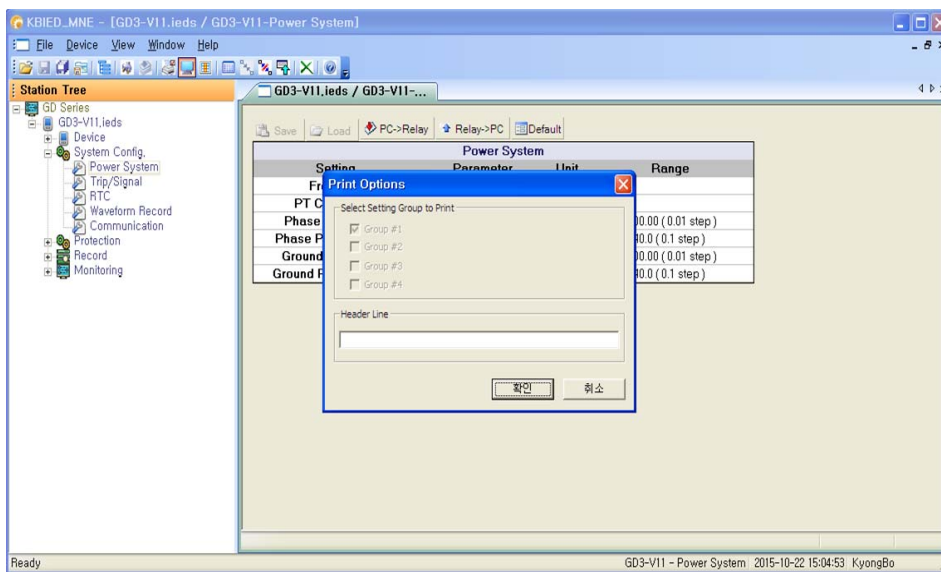 KBIED_MNE - [GD3-V11.ieds / GD3-V11-Power System]
File Device View Window Help
Station Tree
GD3-V11.ieds / GD3-V11-...
GD Series
GD3-V11.ieds
Device
System Config.
Power System
Trip/Signal
RTC
Waveform Record
Communication
Protection
Record
Monitoring
Save Load PC->Relay Relay->PC Default
Power System
Setting Parameter Unit Range
PT C
Phase 00.00 ( 0.01 step )
Phase P 40.0 ( 0.1 step )
Ground 00.00 ( 0.01 step )
Ground P 40.0 ( 0.1 step )
Print Options
Select Setting Group to Print
Group #1
Group #2
Group #3
Group #4
Header Line
확인 취소
Ready GD3-V11 - Power System 2015-10-22 15:04:53 KyongBo